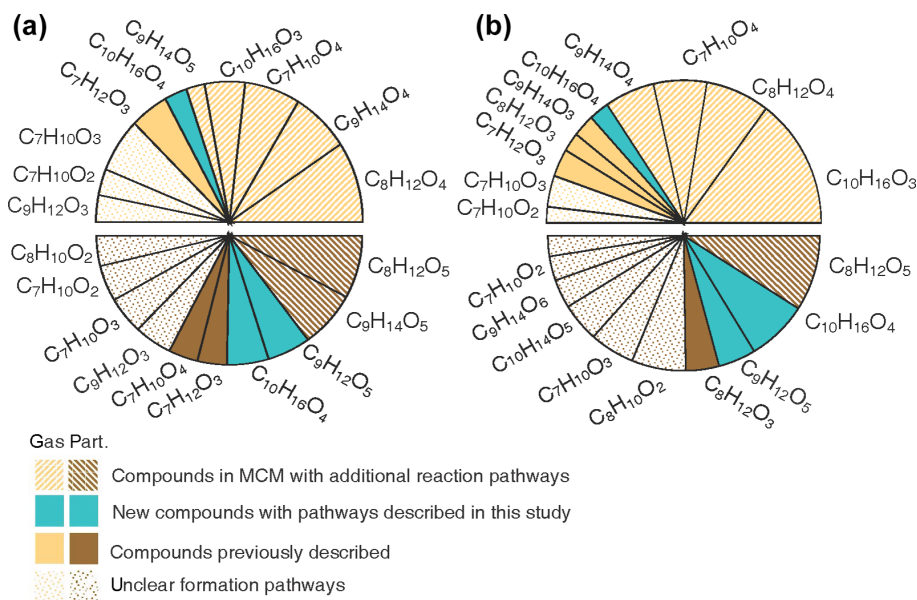 (a)
C9H14O5
C10H16O4
C7H12O3
C7H10O3
C7H10O2
C9H12O3
C10H16O3
C7H10O4
C9H14O4
C8H12O4
C8H10O2
C7H10O2
C7H10O3
C9H12O3
C7H10O4
C7H12O3
C10H16O4
C9H12O5
C9H14O5
C8H12O5
(b)
C9H14O4
C10H16O4
C9H14O3
C8H12O3
C7H12O3
C7H10O3
C7H10O2
C7H10O4
C8H12O4
C10H16O3
C7H10O2
C9H14O6
C10H14O5
C7H10O3
C8H10O2
C8H12O3
C9H12O5
C10H16O4
C8H12O5
Gas Part.
Compounds in MCM with additional reaction pathways
New compounds with pathways described in this study
Compounds previously described
Unclear formation pathways